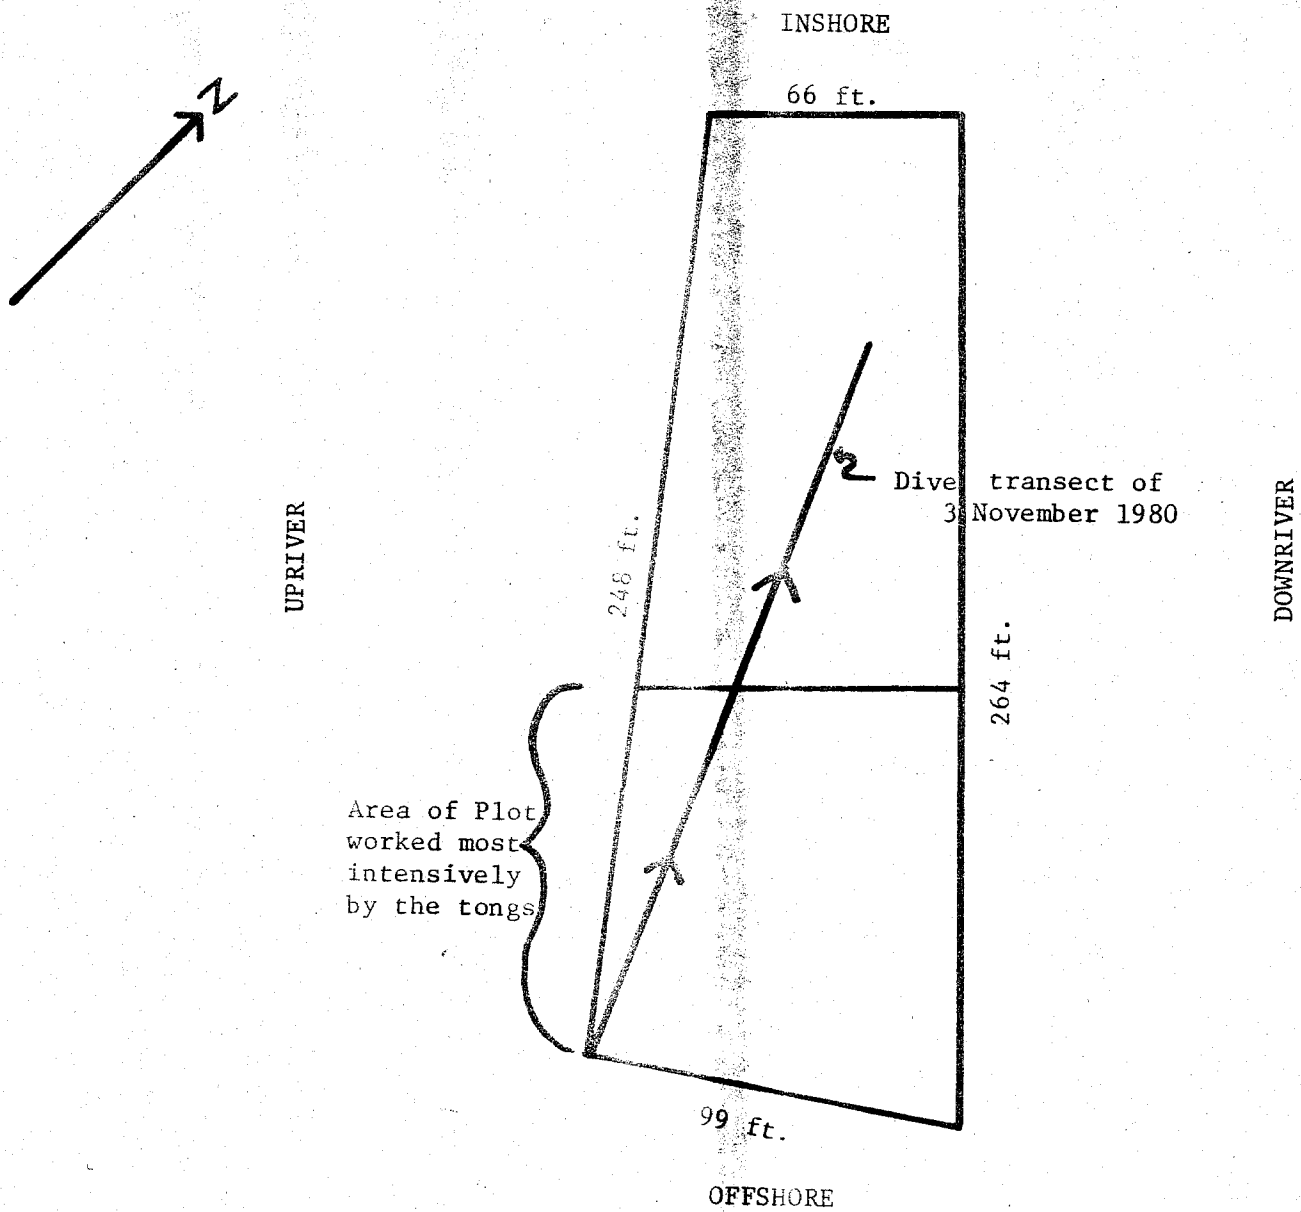 INSHORE
N
66 ft.
248 ft.
Dive transect of
3 November 1980
UPRIVER
DOWNRIVER
264 ft.
Area of Plot
worked most
intensively
by the tongs
99 ft.
OFFSHORE